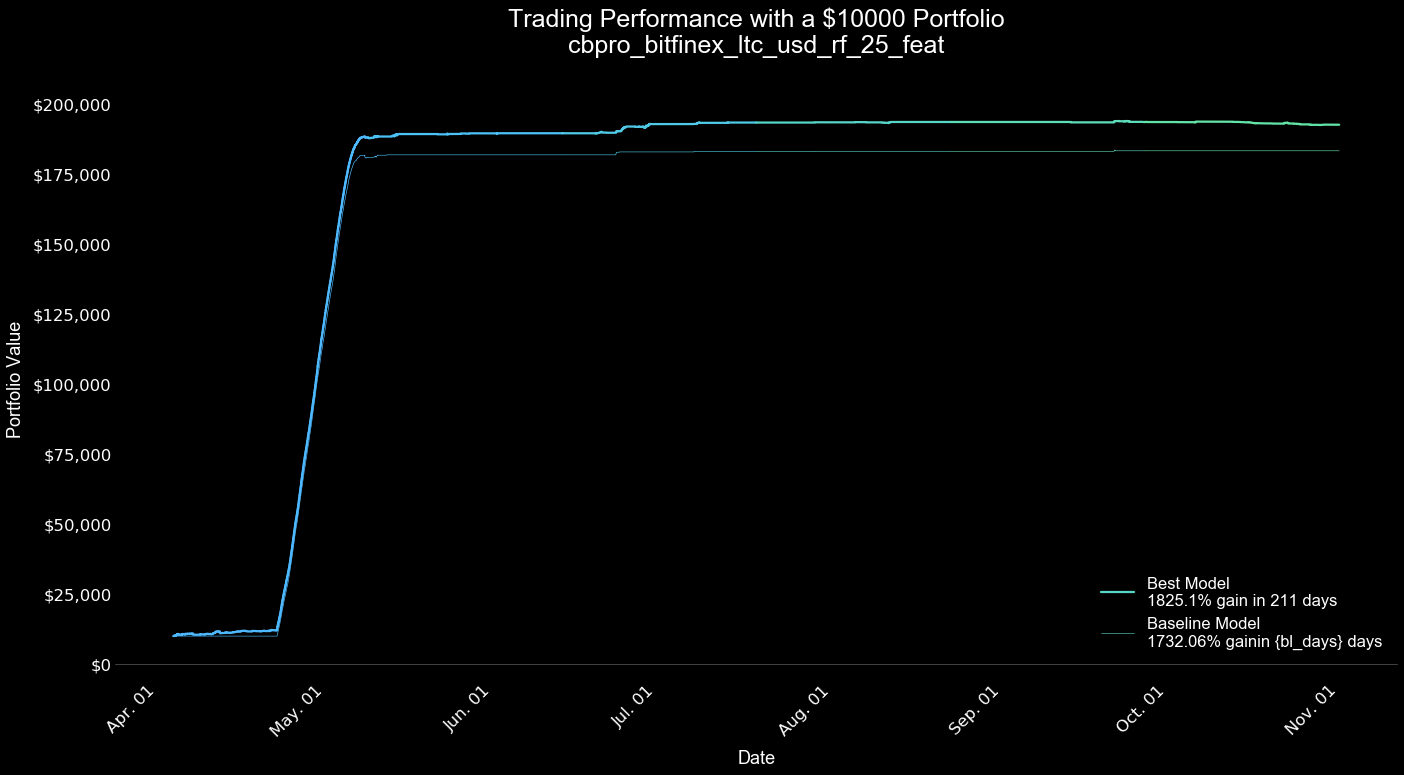 Trading Performance with a $10000 Portfolio
cbpro_bitfinex_ltc_usd_rf_25_feat
$200,000
$175,000
$150,000
$125,000
$100,000
$75,000
$50,000
$25,000
$0
Portfolio Value
Best Model
1825.1% gain in 211 days
Baseline Model
1732.06% gainin {bl_days} days
Apr. 01
May. 01
Jun. 01
Jul. 01
Aug. 01
Sep. 01
Oct. 01
Nov. 01
Date